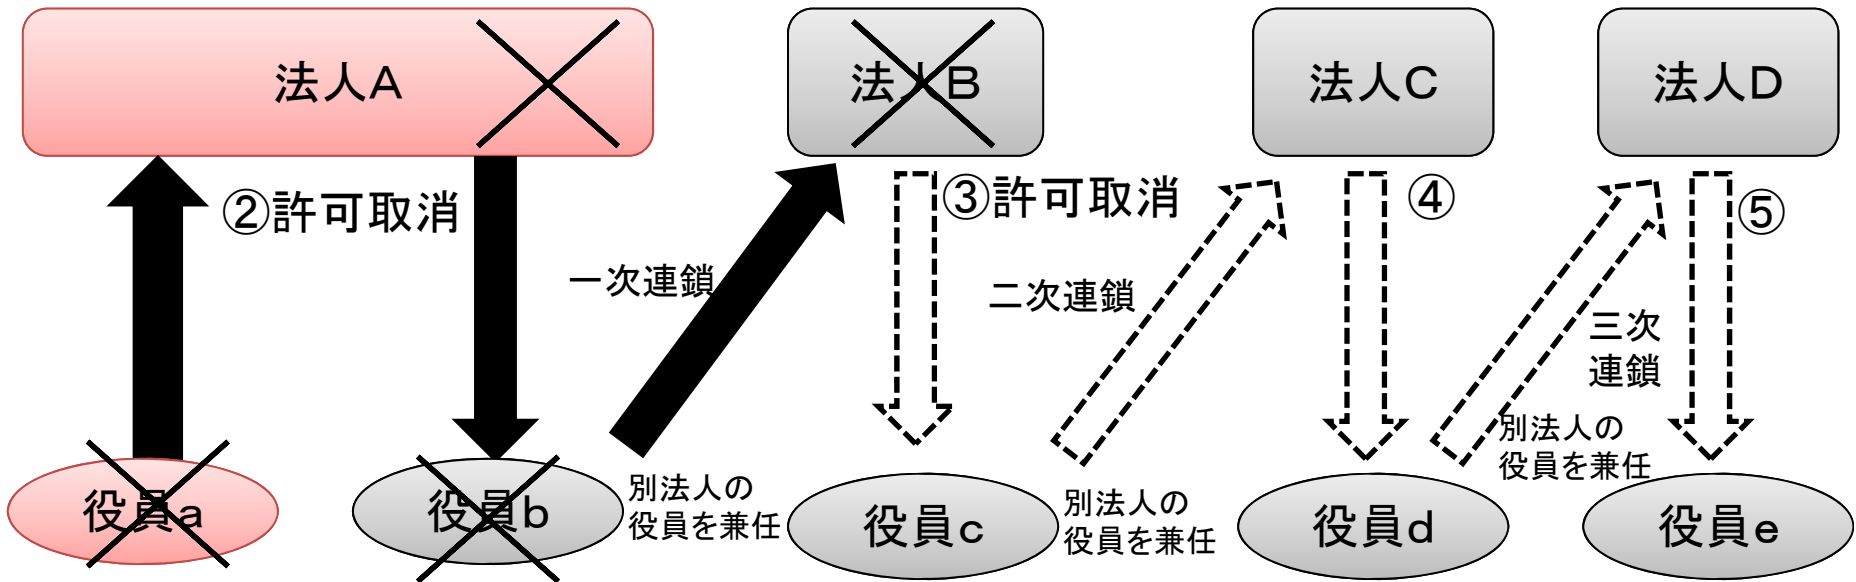 法人A
法人B
法人C
法人D
②許可取消
③許可取消
④
⑤
一次連鎖
二次連鎖
三次
連鎖
役員a
役員b
別法人の
役員を兼任
役員c
別法人の
役員を兼任
役員d
別法人の
役員を兼任
役員e